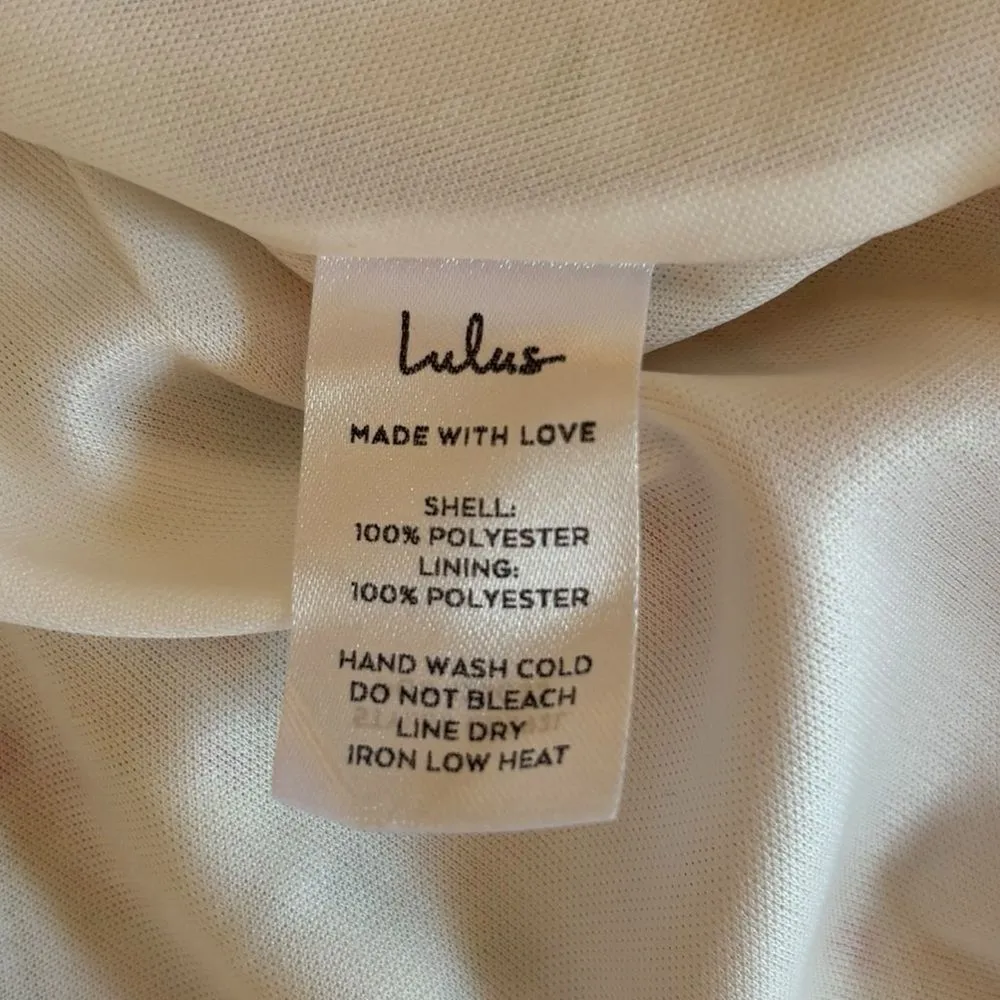 Lulus
MADE WITH LOVE
SHELL:
100% POLYESTER
LINING:
100% POLYESTER
HAND WASH COLD
DO NOT BLEACH
LINE DRY
IRON LOW HEAT